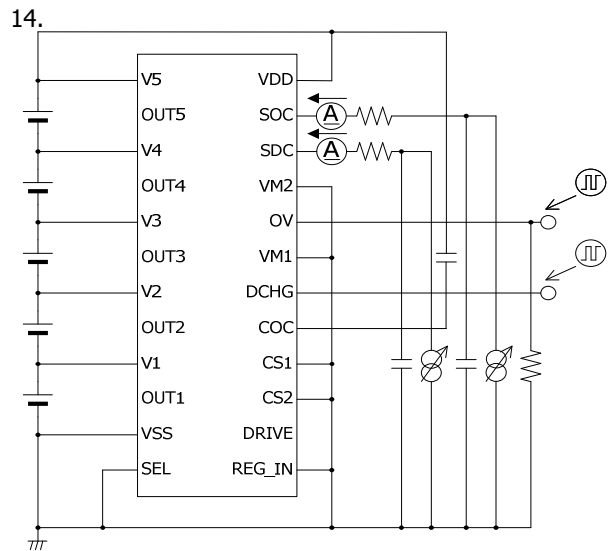 14.
V5 VDD
OUT5 SOC A
V4 SDC A
OUT4 VM2
V3 OV
OUT3 VM1
V2 DCHG
OUT2 COC
V1 CS1
OUT1 CS2
VSS DRIVE
SEL REG_IN